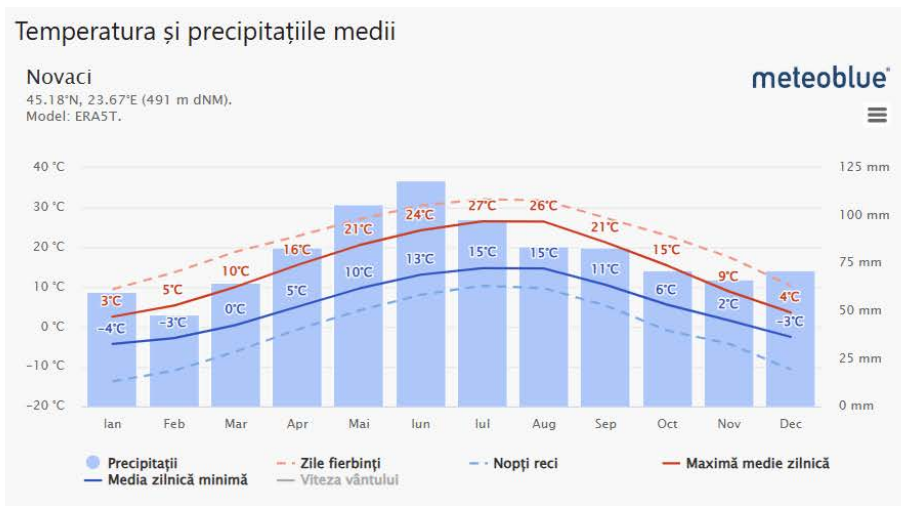 Temperatura și precipitațiile medii
Novaci
meteoblue®
45.18°N, 23.67°E (491 m dNM).
Model: ERA5T.
40 °C
125 mm
30 °C
100 mm
20 °C
75 mm
10 °C
50 mm
0 °C
25 mm
-10 °C
-20 °C
0 mm
3°C 5°C 10°C 16°C 21°C 24°C 27°C 26°C 21°C 15°C 9°C 4°C
-4°C -3°C 0°C 5°C 10°C 13°C 15°C 15°C 11°C 6°C 2°C -3°C
Ian Feb Mar Apr Mai Iun Iul Aug Sep Oct Nov Dec
Precipitații Zile fierbinți Nopți reci Maximă medie zilnică
Media zilnică minimă Viteza vântului